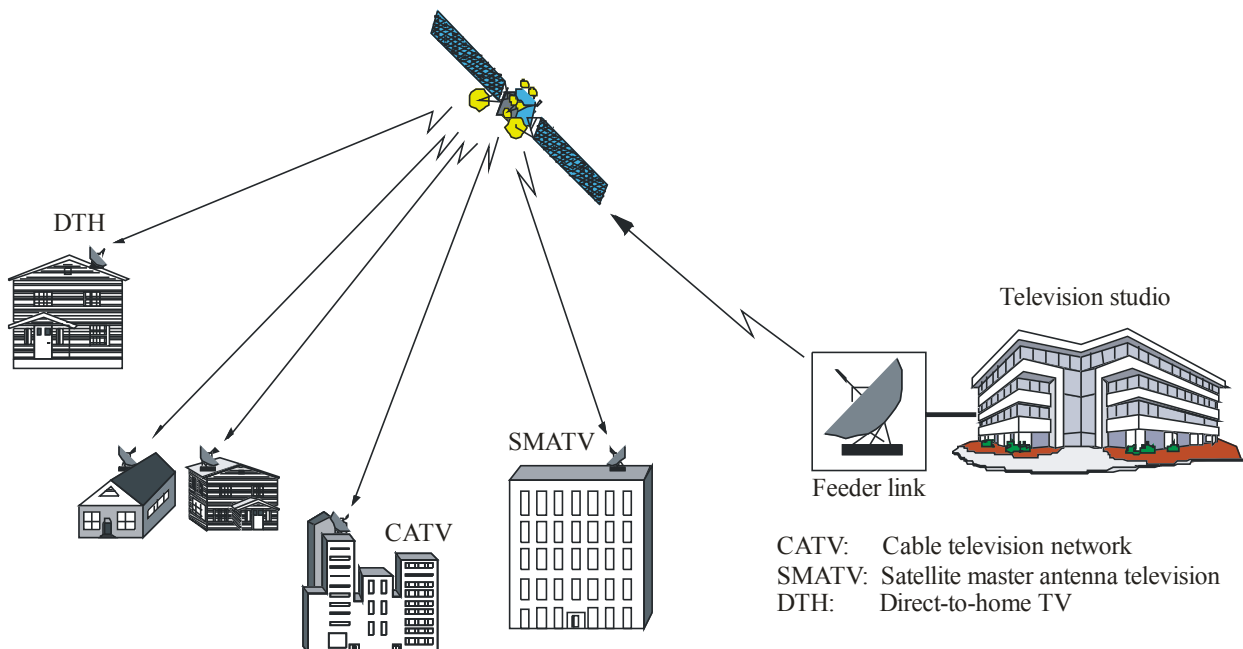 DTH
Television studio
SMATV
Feeder link
CATV
CATV: Cable television network
SMATV: Satellite master antenna television
DTH: Direct-to-home TV